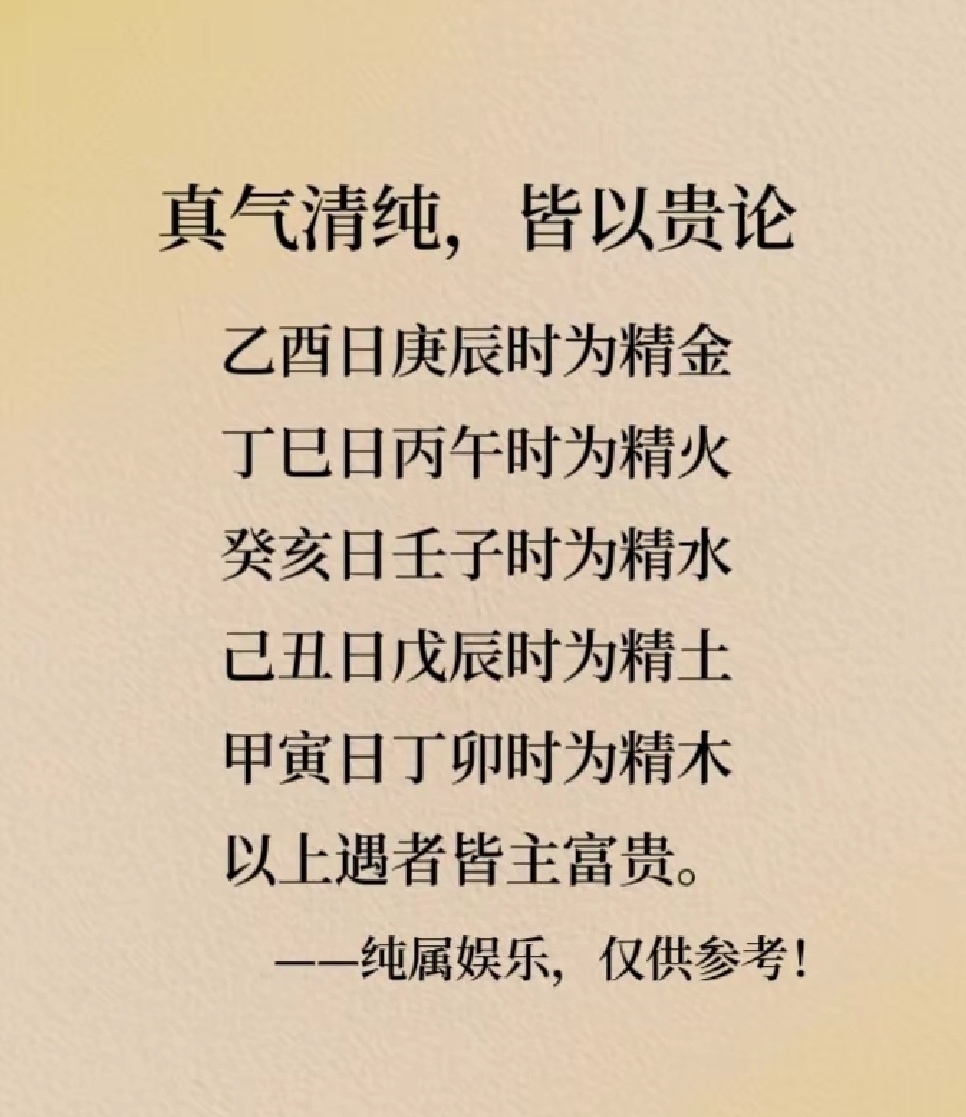 真气清纯，皆以贵论
乙酉日庚辰时为精金
丁巳日丙午时为精火
癸亥日壬子时为精水
己丑日戊辰时为精土
甲寅日丁卯时为精木
以上遇者皆主富贵。
——纯属娱乐，仅供参考！